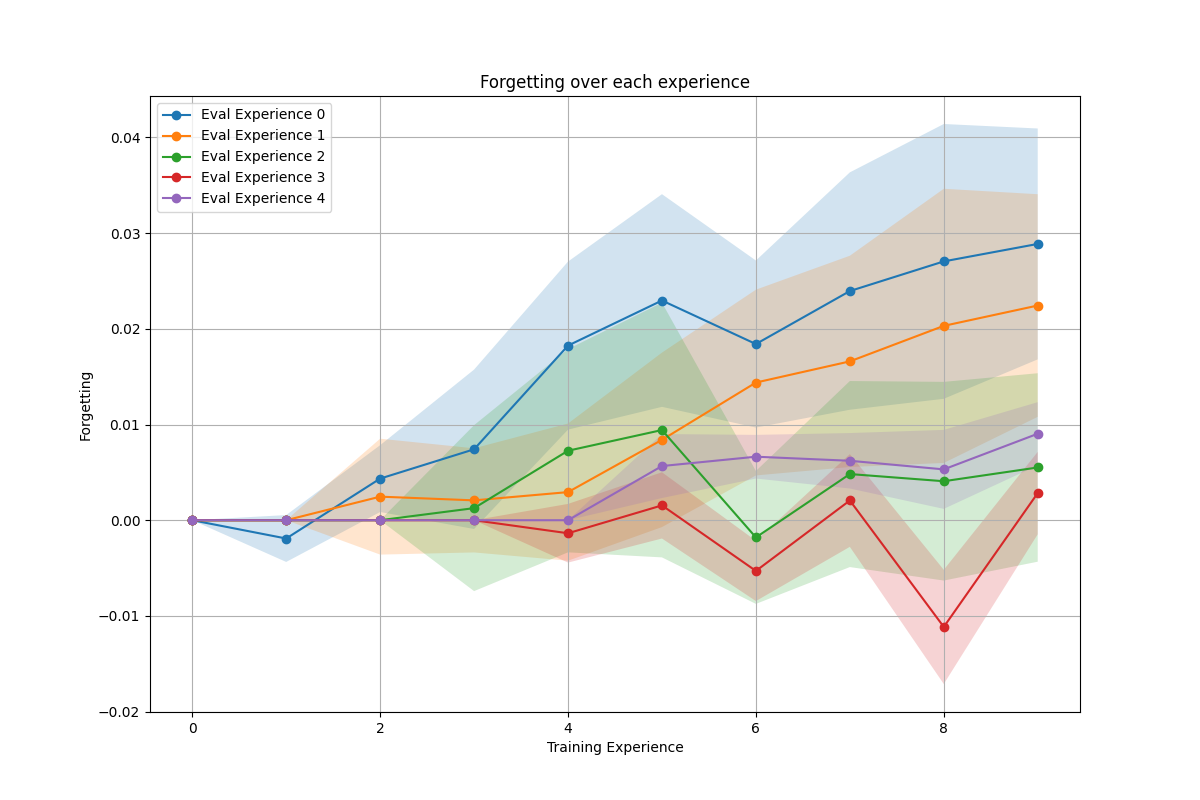 Forgetting over each experience
Eval Experience 0
Eval Experience 1
Eval Experience 2
Eval Experience 3
Eval Experience 4
0.04
0.03
0.02
0.01
0.00
−0.01
−0.02
Forgetting
0 2 4 6 8
Training Experience